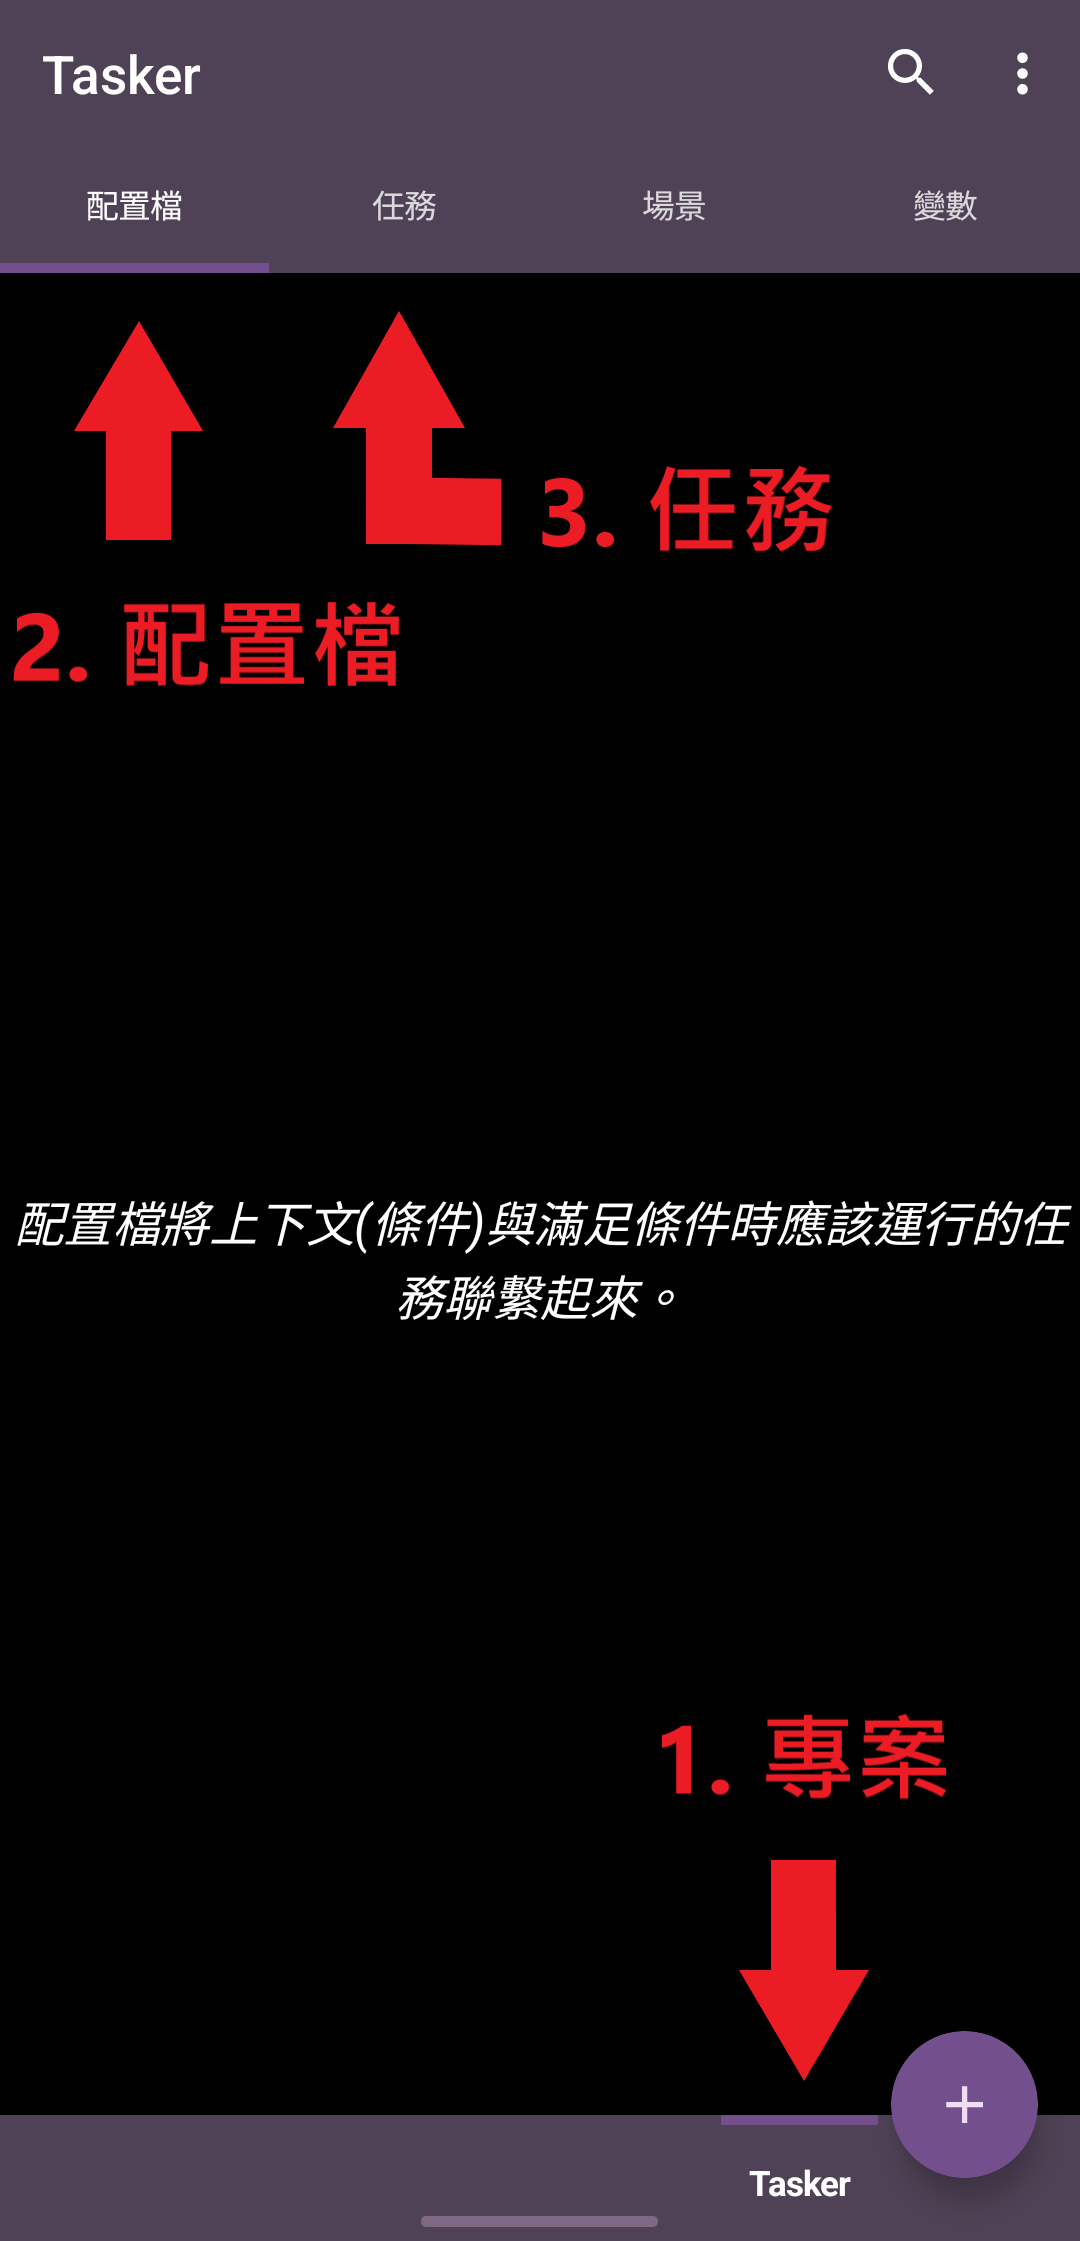 Tasker
配置檔 任務 場景 變數
3. 任務
2. 配置檔
配置檔將上下文(條件)與滿足條件時應該運行的任
務聯繫起來。
1. 專案
Tasker